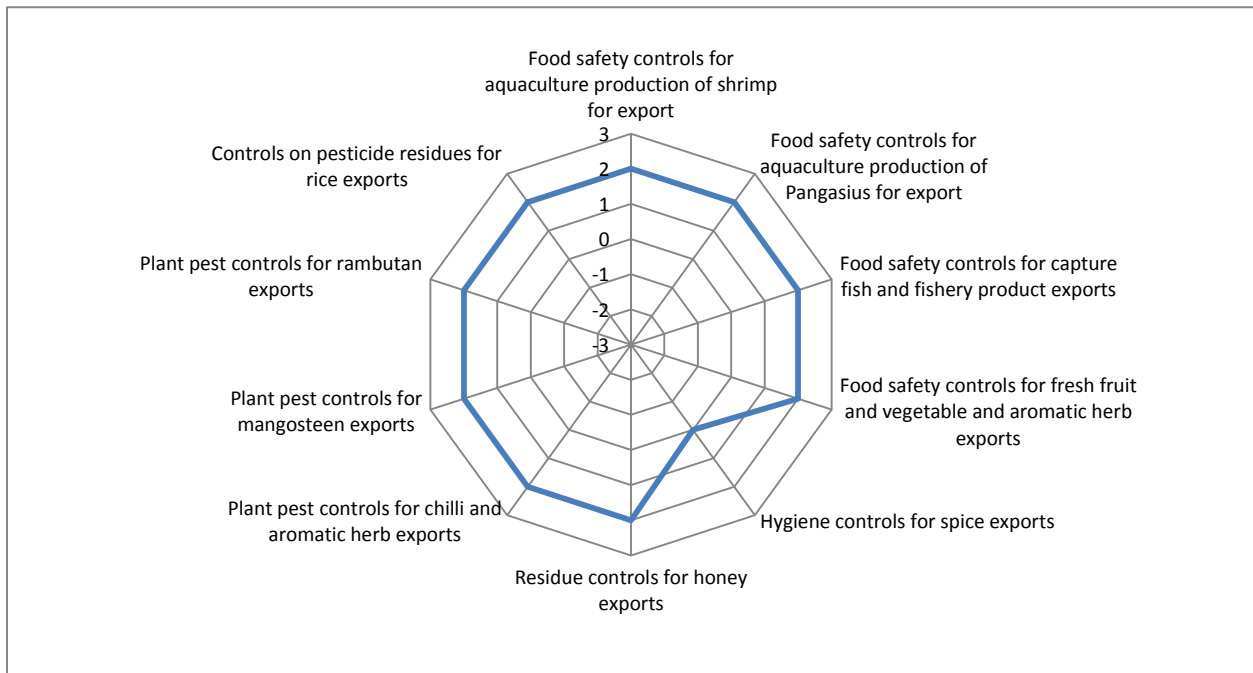 Food safety controls for
aquaculture production of shrimp
for export
Food safety controls for
aquaculture production of
Pangasius for export
Food safety controls for capture
fish and fishery product exports
Food safety controls for fresh fruit
and vegetable and aromatic herb
exports
Hygiene controls for spice exports
Residue controls for honey
exports
Plant pest controls for chilli and
aromatic herb exports
Plant pest controls for
mangosteen exports
Plant pest controls for rambutan
exports
Controls on pesticide residues for
rice exports
3
2
1
0
-1
-2
-3